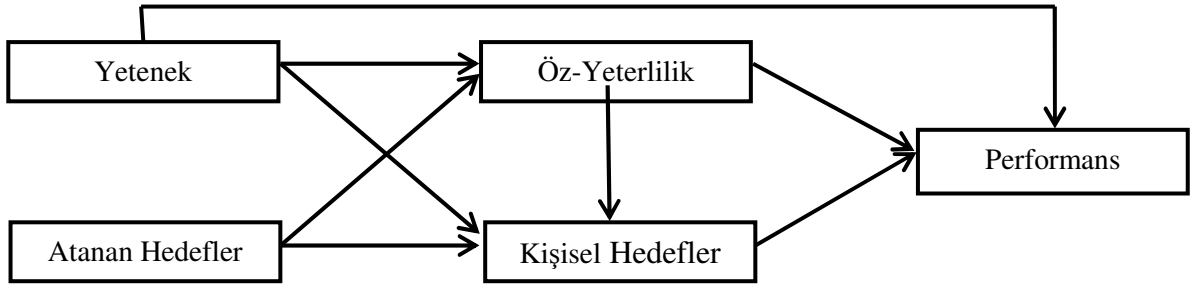 Yetenek
Öz-Yeterlilik
Performans
Atanan Hedefler
Kişisel Hedefler